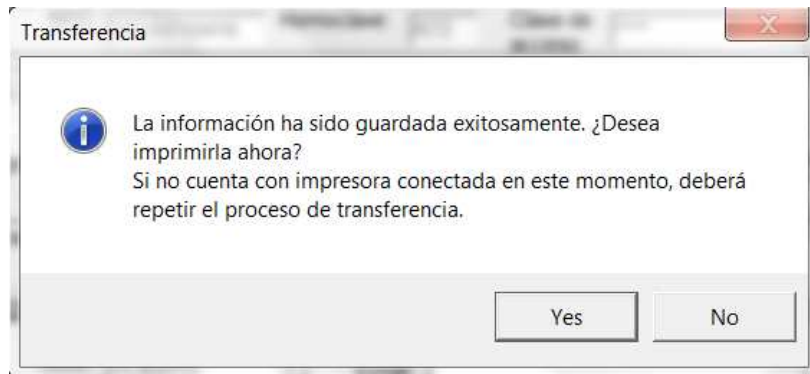 Transferencia
La información ha sido guardada exitosamente. ¿Desea
imprimirla ahora?
Si no cuenta con impresora conectada en este momento, deberá
repetir el proceso de transferencia.
Yes No